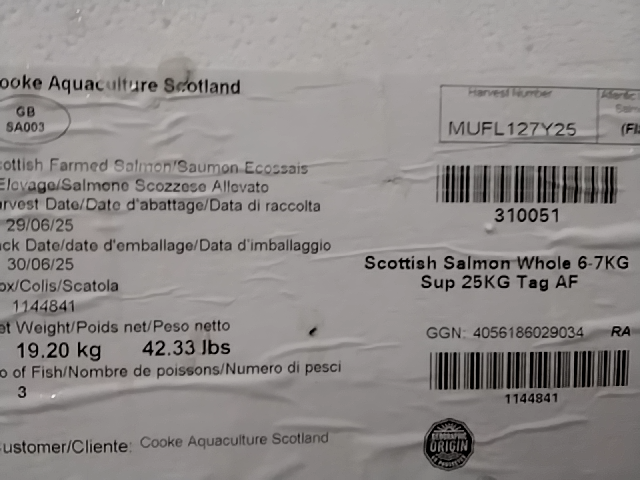 ooke Aquaculture Scotland
GB
SA003
Harvest Number
MUFL127Y25
310051
cottish Farmed Salmon/Saumon Ecossais
Elevage/Salmone Scozzese Allevato
arvest Date/Date d'abattage/Data di raccolta
29/06/25
ack Date/date d'emballage/Data d'imballaggio
30/06/25
ox/Colis/Scatola
1144841
et Weight/Poids net/Peso netto
19.20 kg 42.33 lbs
o of Fish/Nombre de poissons/Numero di pesci
3
ustomer/Cliente: Cooke Aquaculture Scotland
Scottish Salmon Whole 6-7KG
Sup 25KG Tag AF
GGN: 4056186029034 RA
1144841
ORIGIN